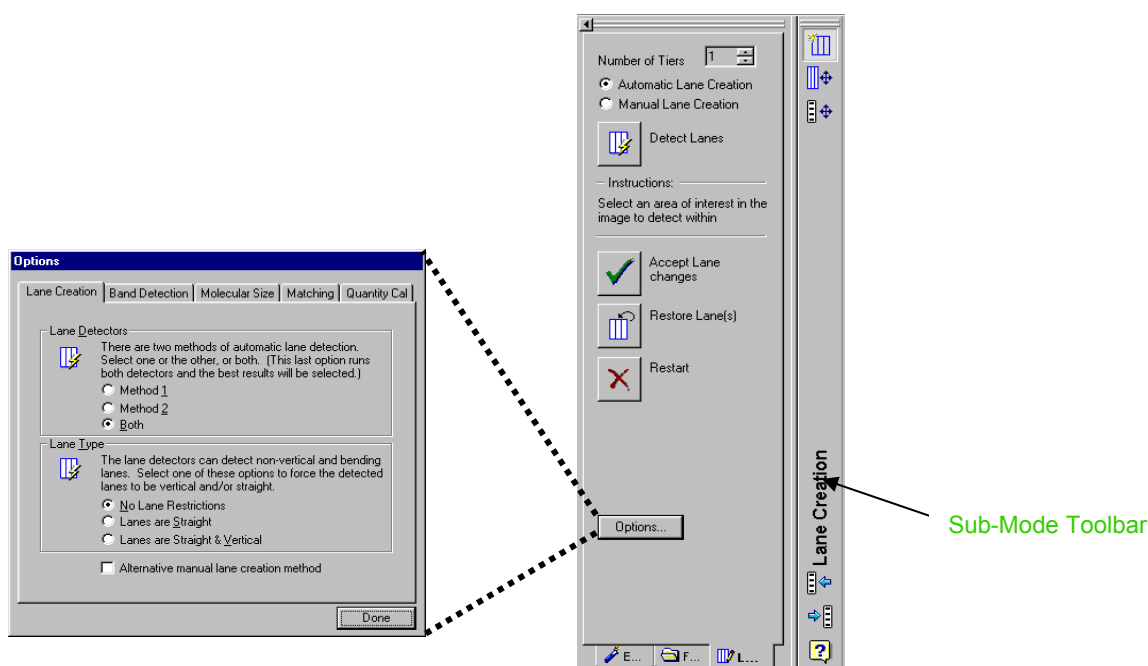 Number of Tiers 1
Automatic Lane Creation
Manual Lane Creation
Detect Lanes
Instructions:
Select an area of interest in the
image to detect within
Accept Lane
changes
Restore Lane(s)
Restart
Options...
E...
F...
L...
Lane Creation
?
Sub-Mode Toolbar
Options
Lane Creation
Band Detection
Molecular Size
Matching
Quantity Cal
Lane Detectors
There are two methods of automatic lane detection.
Select one or the other, or both. (This last option runs
both detectors and the best results will be selected.)
Method 1
Method 2
Both
Lane Type
The lane detectors can detect non-vertical and bending
lanes. Select one of these options to force the detected
lanes to be vertical and/or straight.
No Lane Restrictions
Lanes are Straight
Lanes are Straight & Vertical
Alternative manual lane creation method
Done